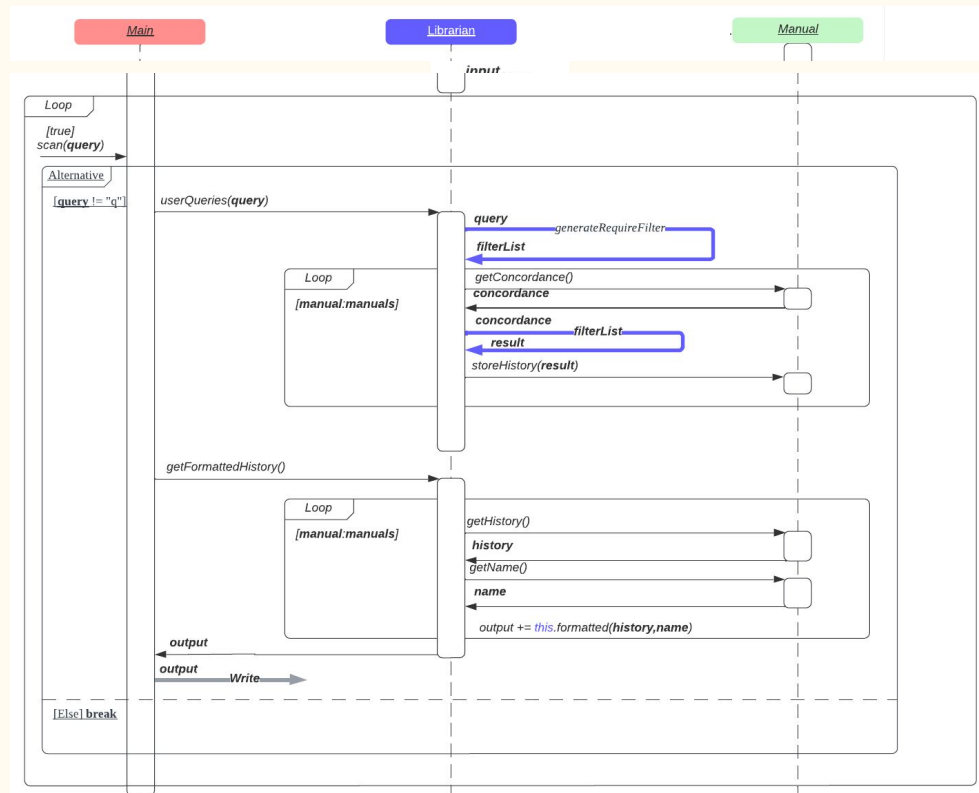 Main
Librarian
Manual
input
Loop
[true]
scan(query)
Alternative
[query != "q"]
userQueries(query)
query
generateRequireFilter
filterList
Loop
getConcordance()
[manual:manuals]
concordance
concordance
filterList
result
storeHistory(result)
getFormattedHistory()
Loop
getHistory()
[manual:manuals]
history
getName()
name
output += this.formatted(history,name)
output
output
Write
[Else] break